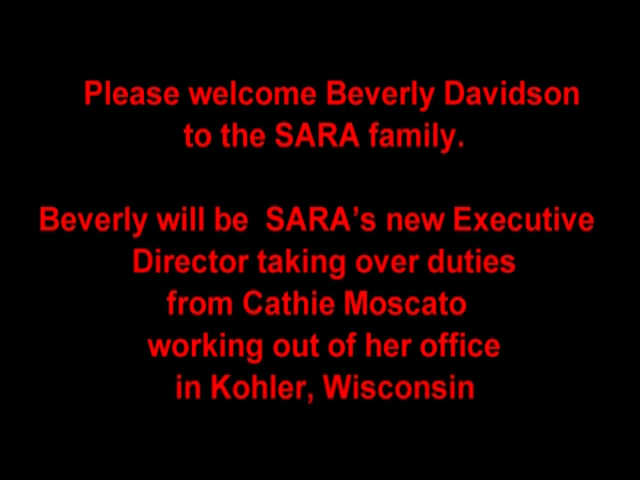 Please welcome Beverly Davidson
to the SARA family.
Beverly will be  SARA’s new Executive
Director taking over duties
from Cathie Moscato
working out of her office
in Kohler, Wisconsin